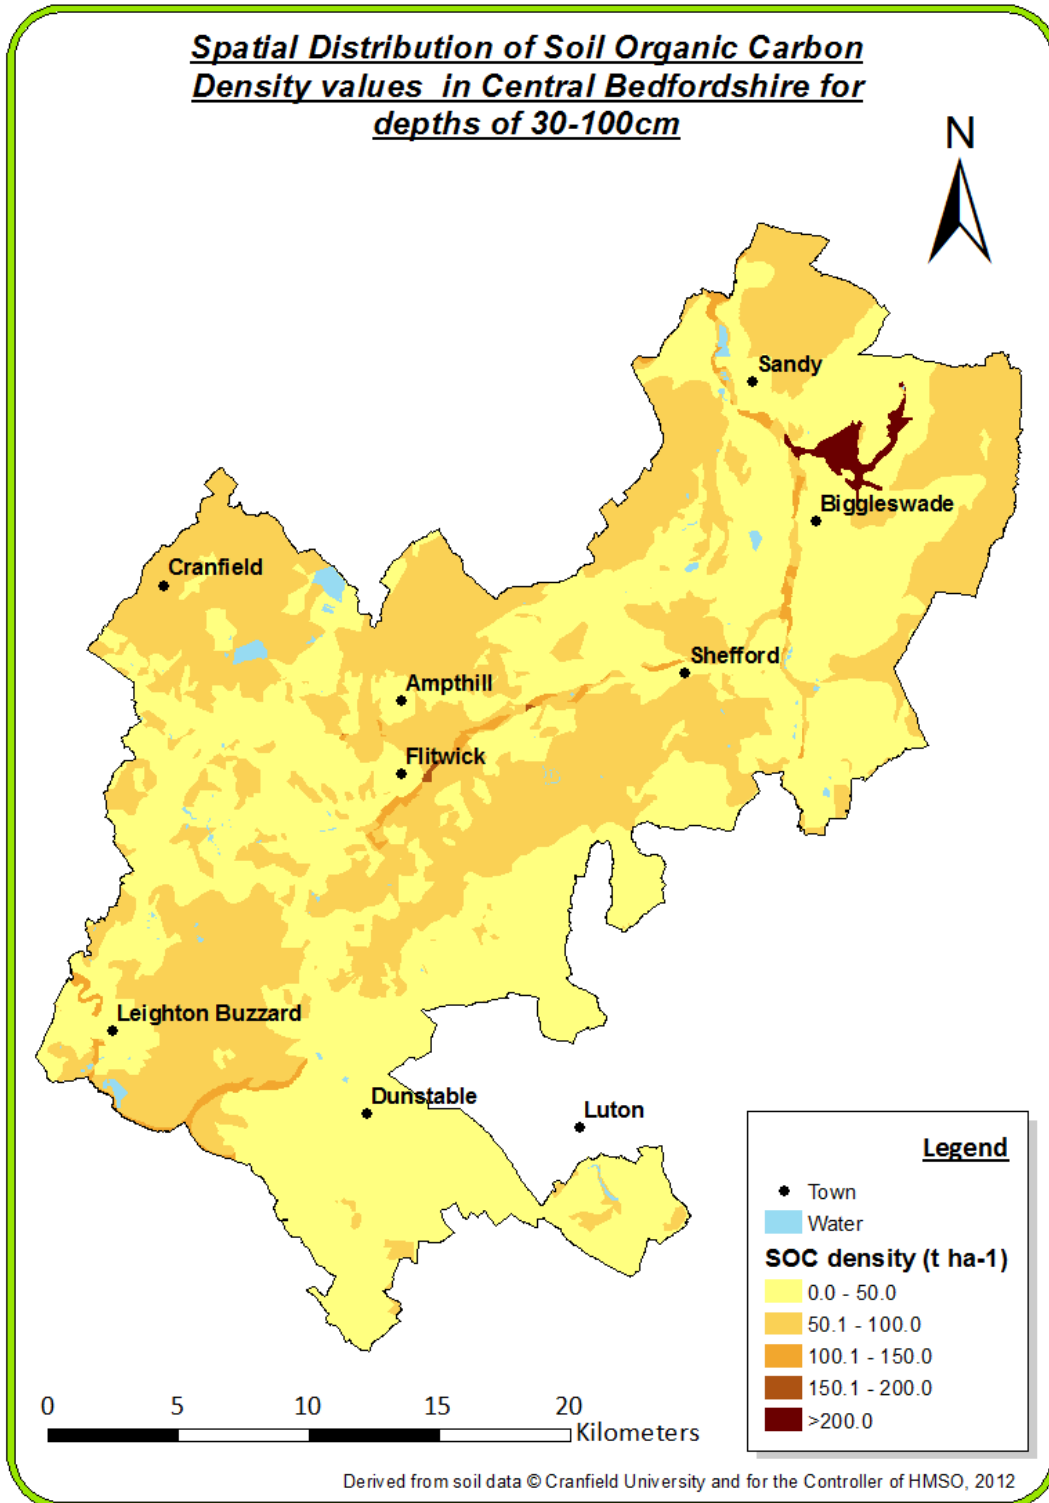 Spatial Distribution of Soil Organic Carbon
Density values in Central Bedfordshire for
depths of 30-100cm
N
Sandy
Biggleswade
Cranfield
Shefford
Ampthill
Flitwick
Leighton Buzzard
Dunstable
Luton
Legend
Town
Water
SOC density (t ha-1)
0.0 - 50.0
50.1 - 100.0
100.1 - 150.0
150.1 - 200.0
>200.0
0 5 10 15 20
Kilometers
Derived from soil data © Cranfield University and for the Controller of HMSO, 2012